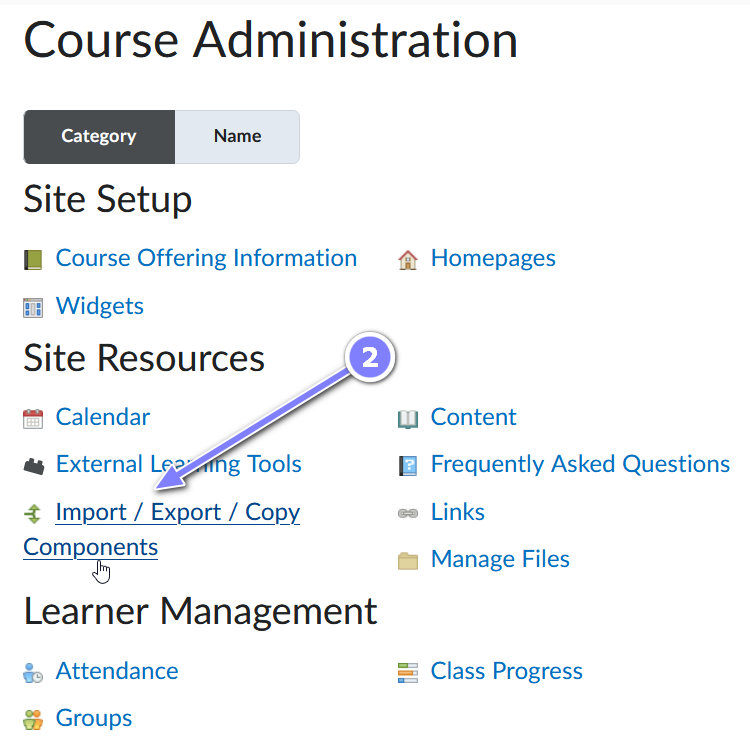 Course Administration
Category Name
Site Setup
Course Offering Information Homepages
Widgets
Site Resources 2
Calendar Content
External Learning Tools Frequently Asked Questions
Import / Export / Copy Links
Components
Manage Files
Learner Management
Attendance Class Progress
Groups